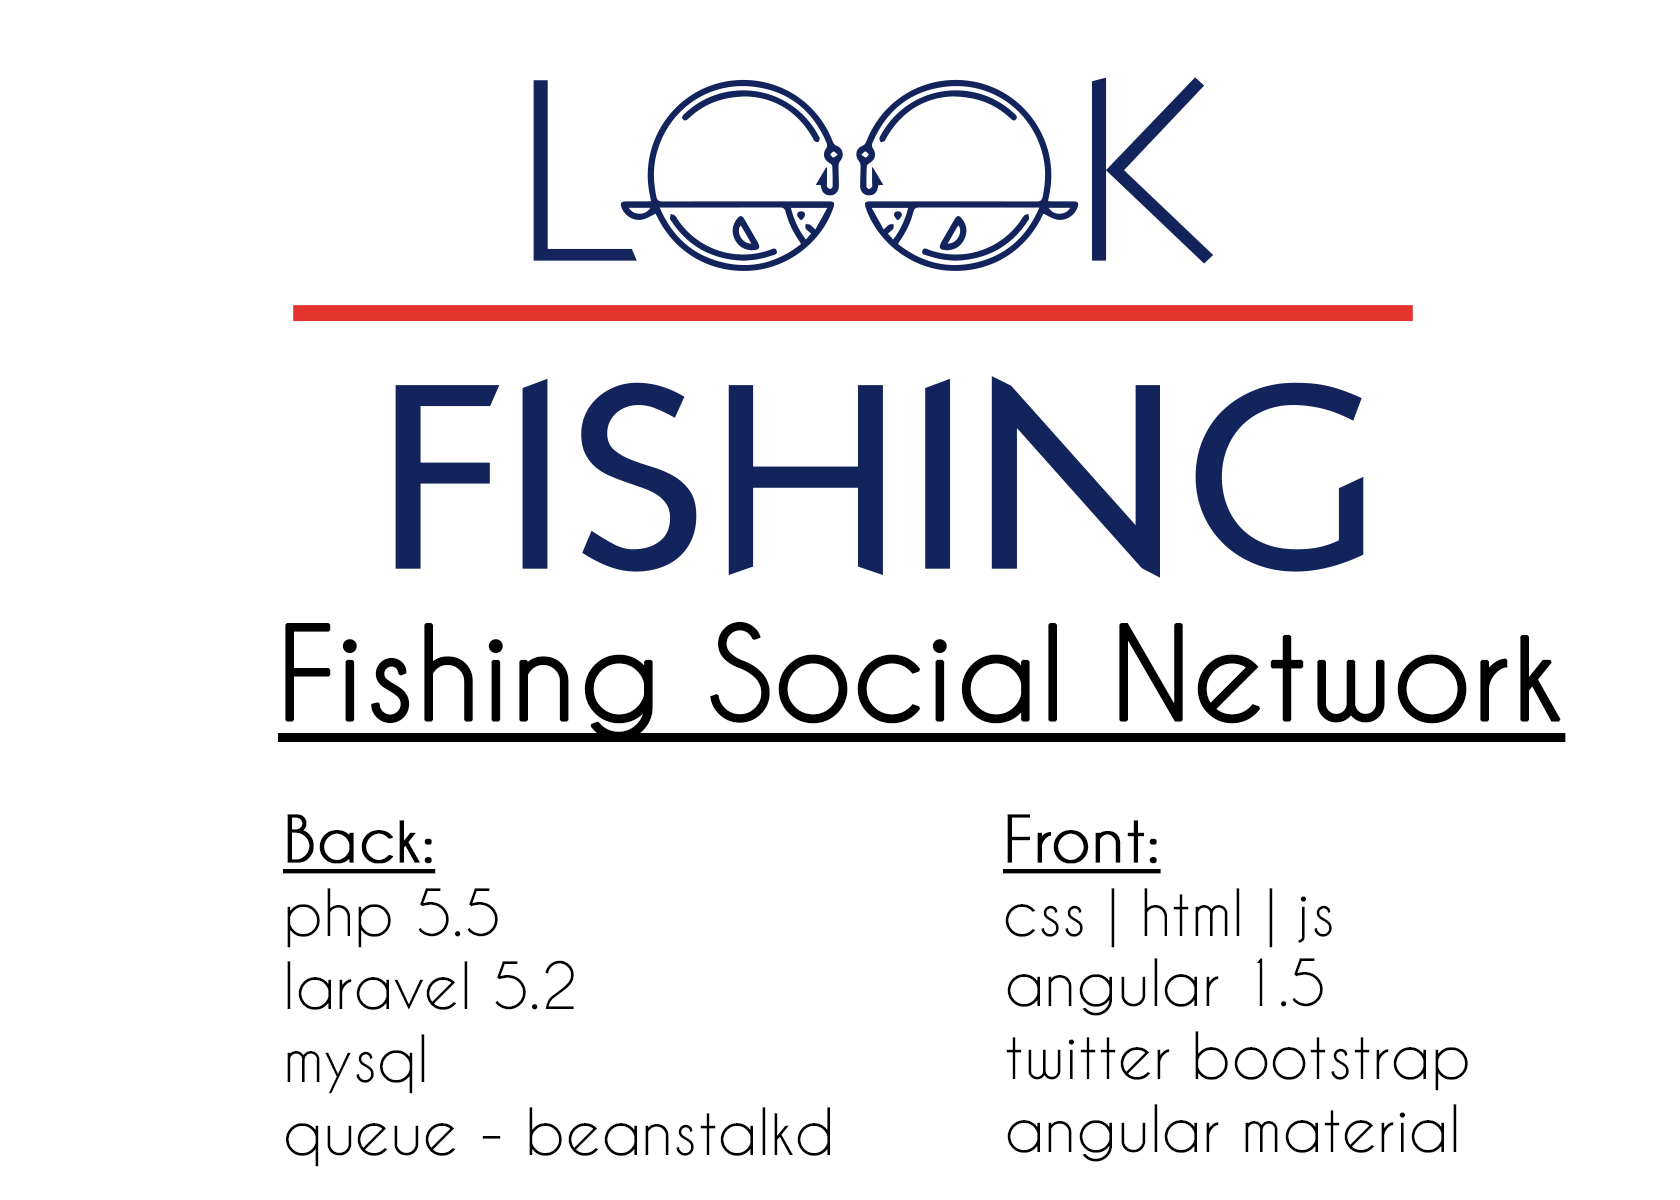 LOOK
FISHING
Fishing Social Network
Back:
php 5.5
laravel 5.2
mysql
queue - beanstalkd
Front:
css | html | js
angular 1.5
twitter bootstrap
angular material